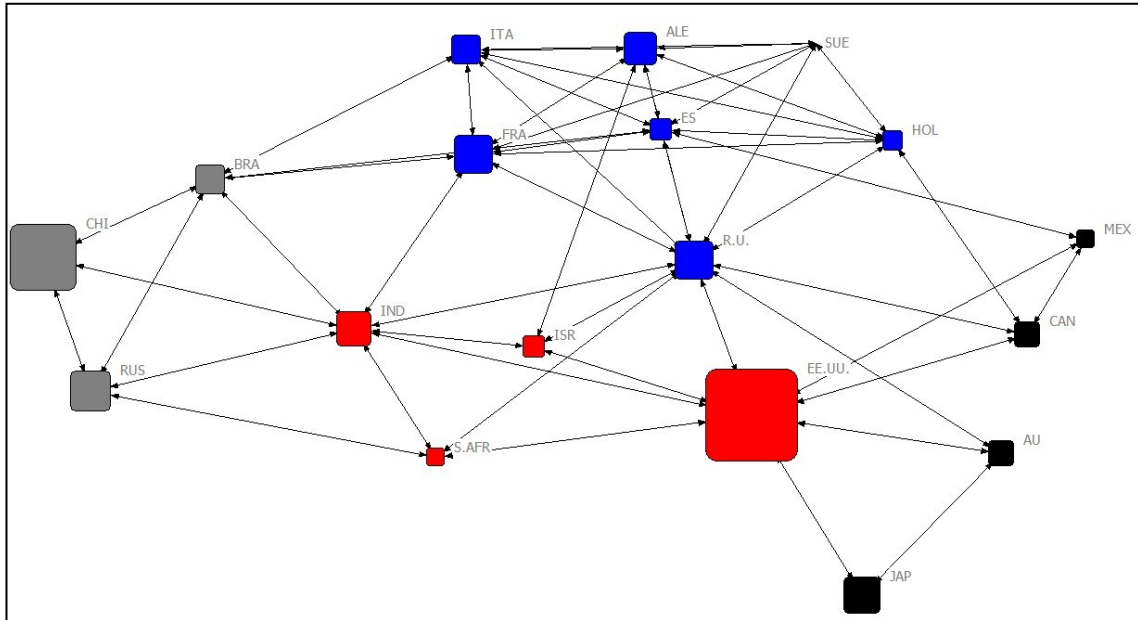 ITA
ALE
SUE
ES
HOL
FRA
BRA
CHI
R.U.
MEX
IND
ISR
CAN
RUS
EE.UU.
S.AFR
AU
JAP